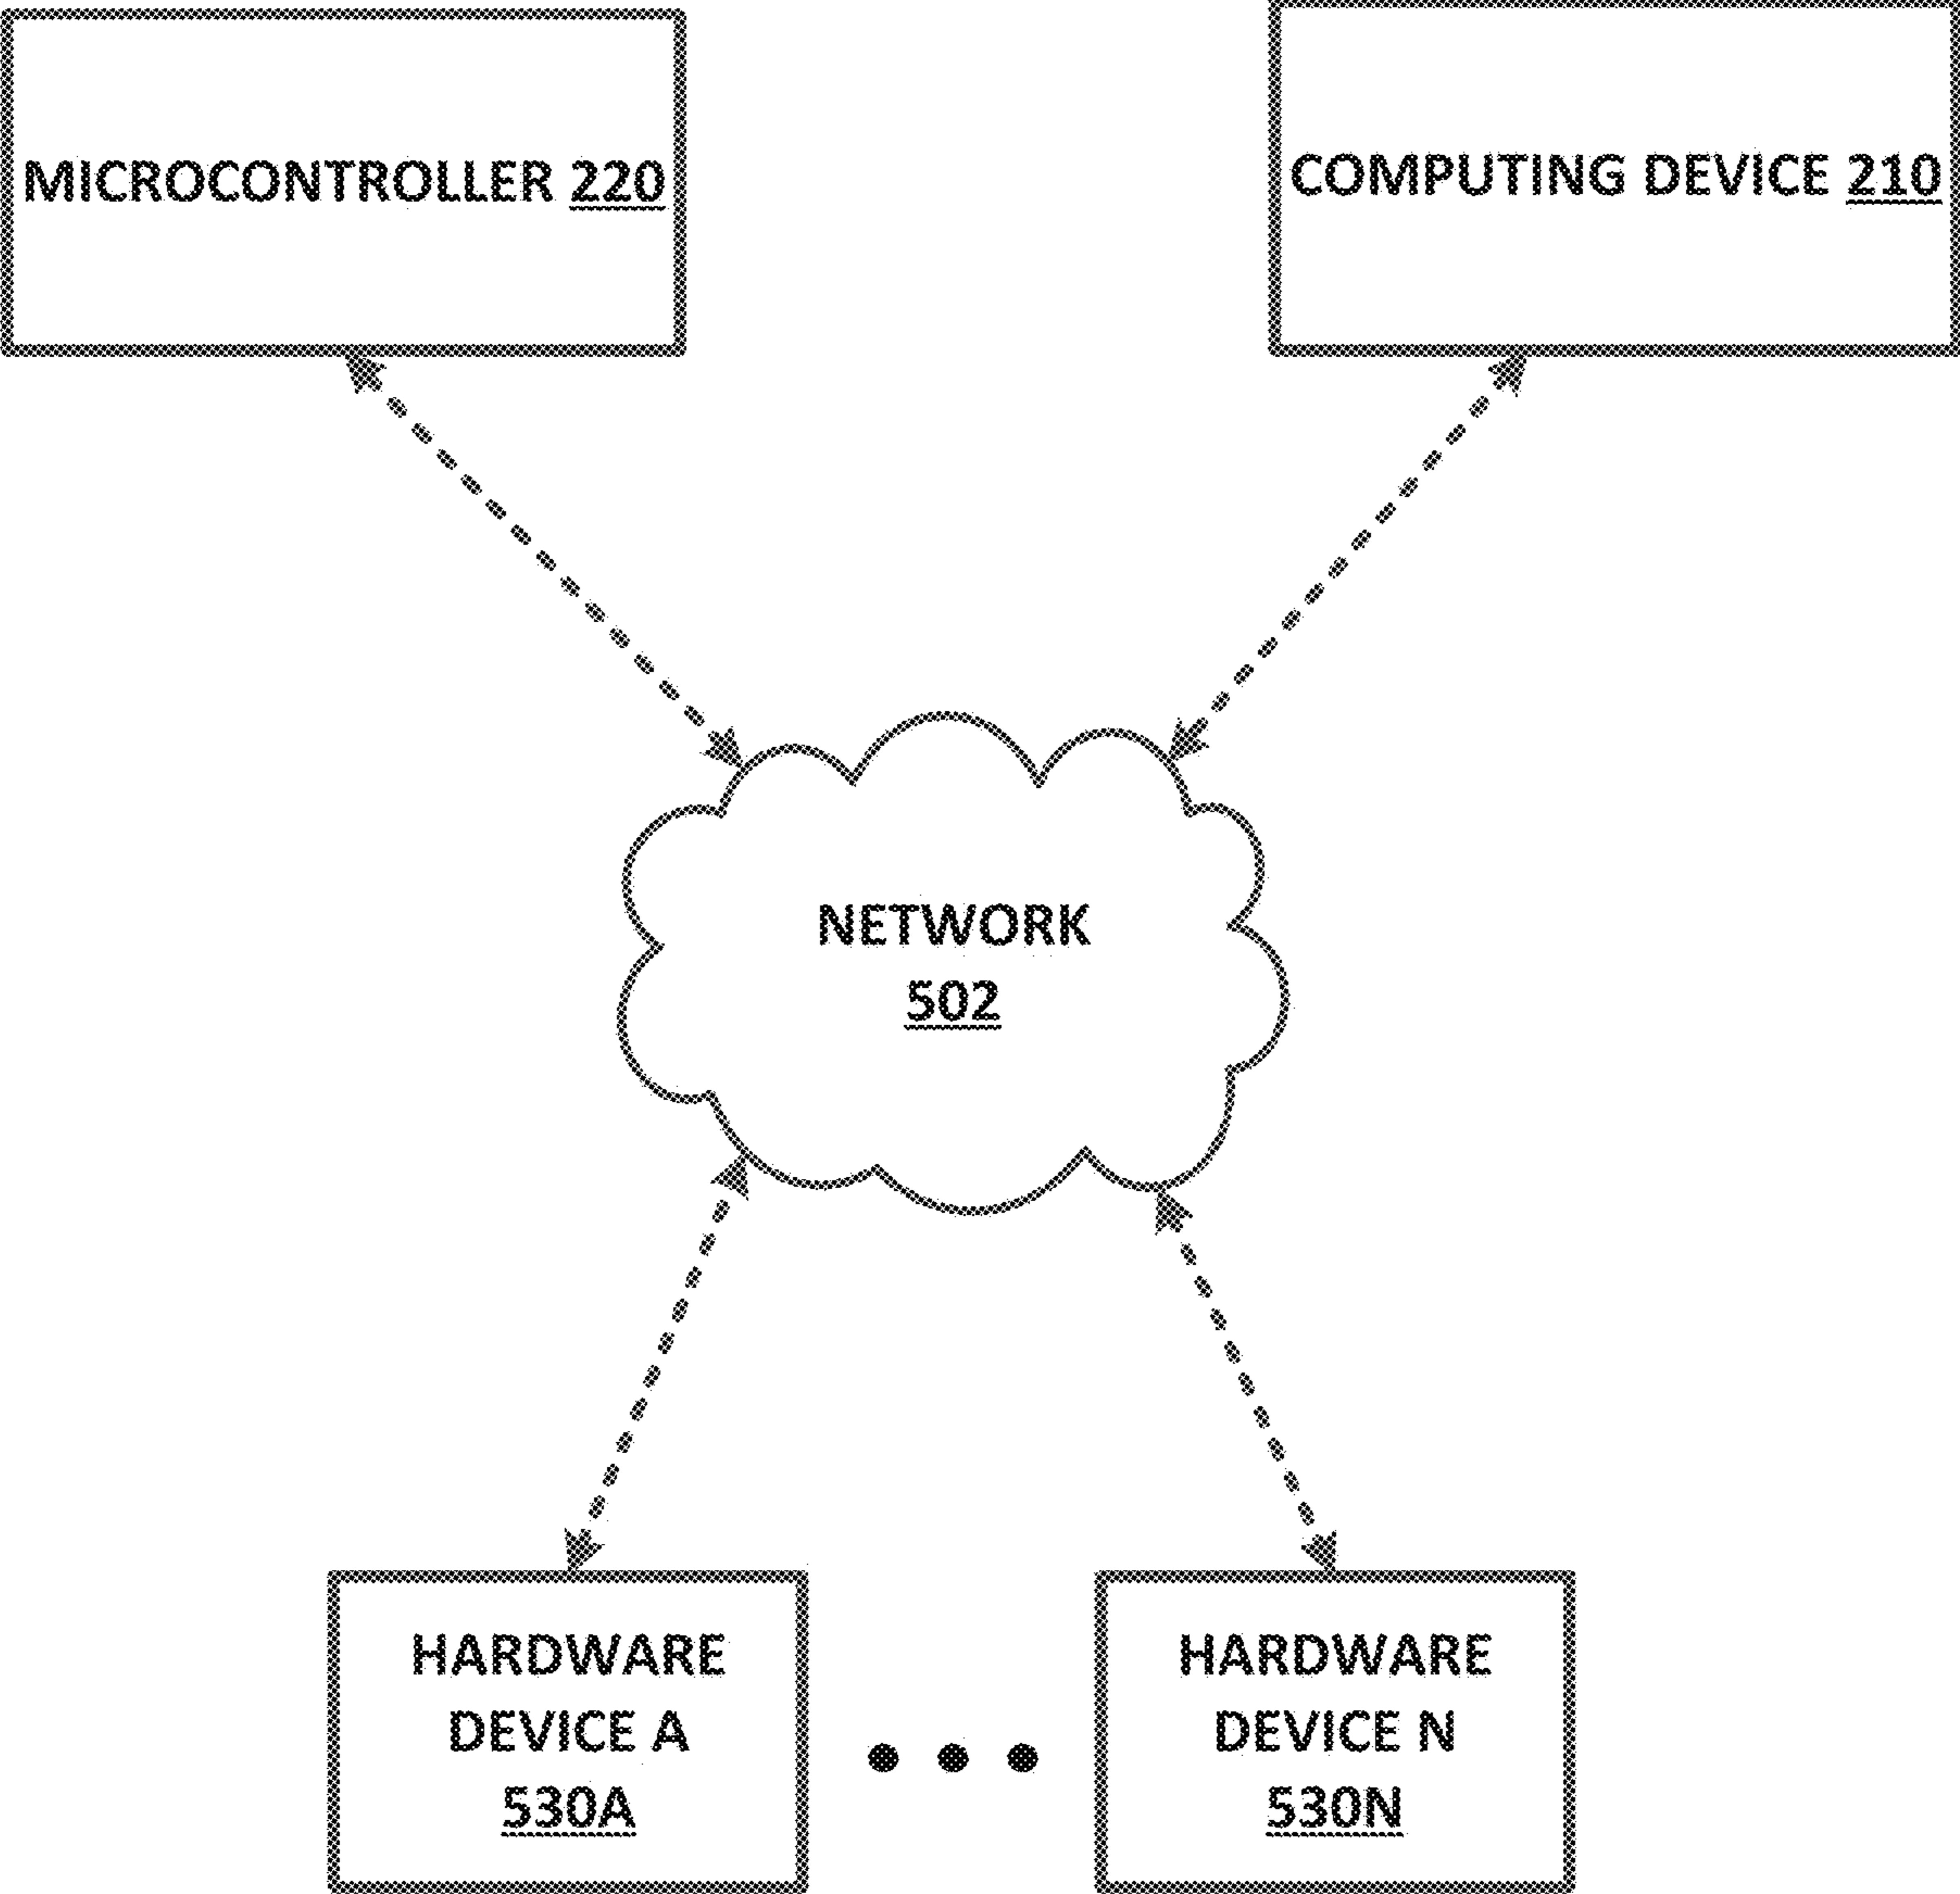 MICROCONTROLLER 220
COMPUTING DEVICE 210
NETWORK
502
HARDWARE
DEVICE A
530A
HARDWARE
DEVICE N
530N